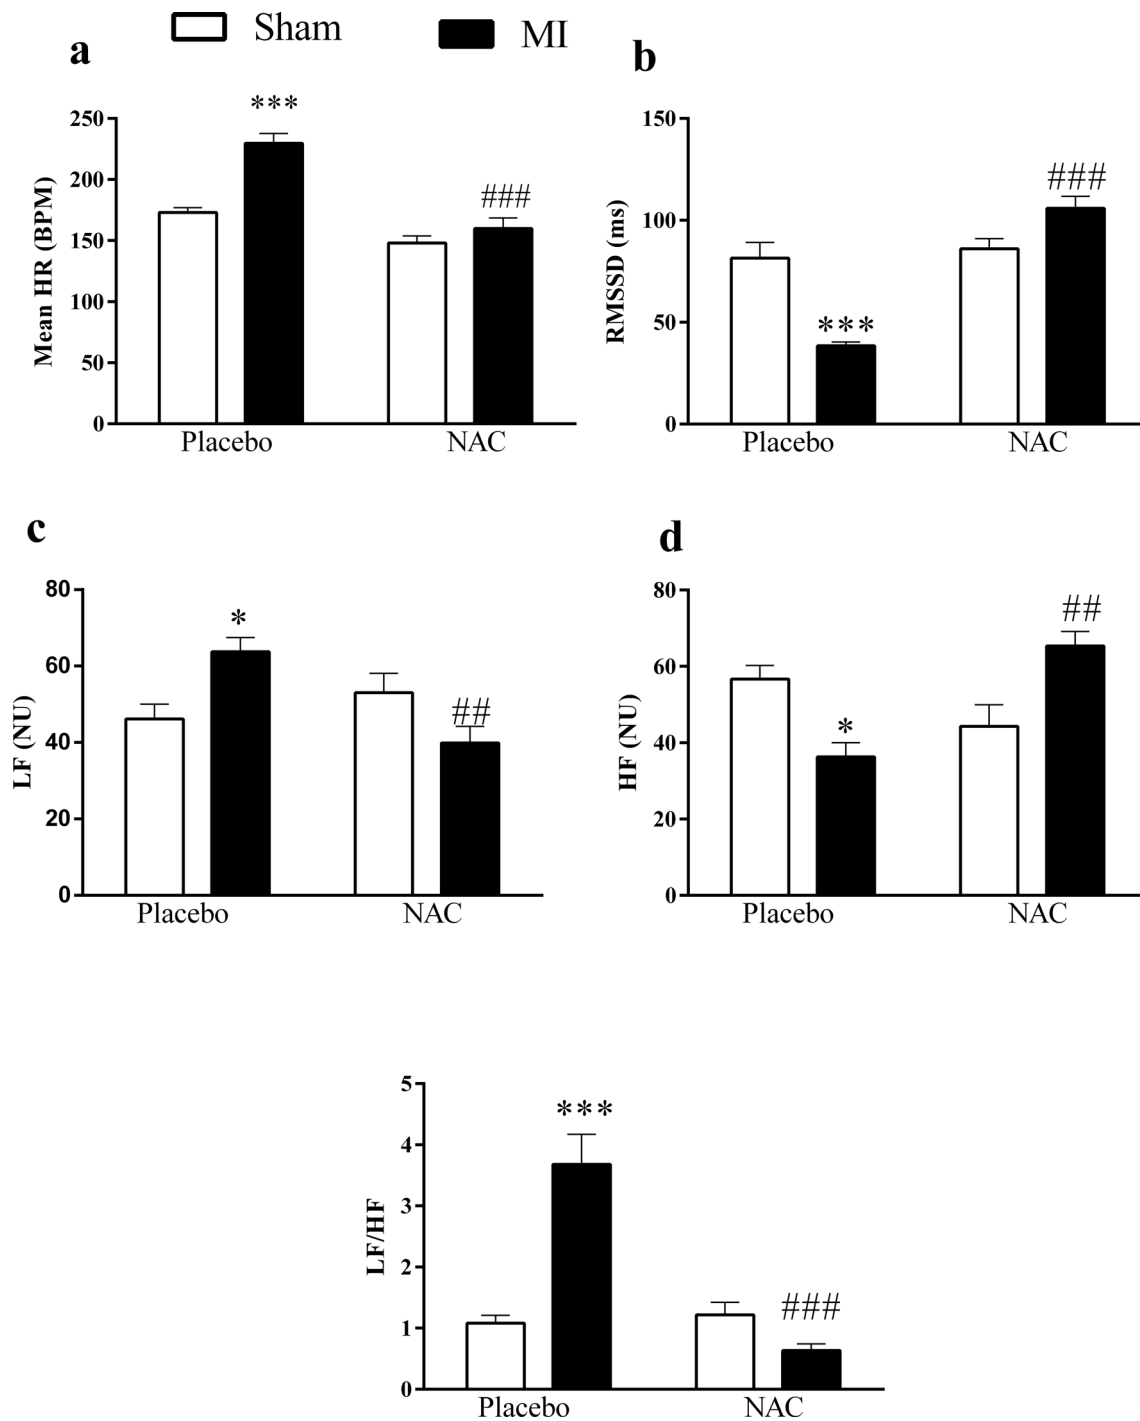 Sham MI
a
Mean HR (BPM)
250
200
150
100
50
0
***
###
Placebo NAC
b
RMSSD (ms)
150
100
50
0
***
###
Placebo NAC
c
LF (NU)
80
60
40
20
0
*
##
Placebo NAC
d
HF (NU)
80
60
40
20
0
*
##
Placebo NAC
LF/HF
5
4
3
2
1
0
***
###
Placebo NAC